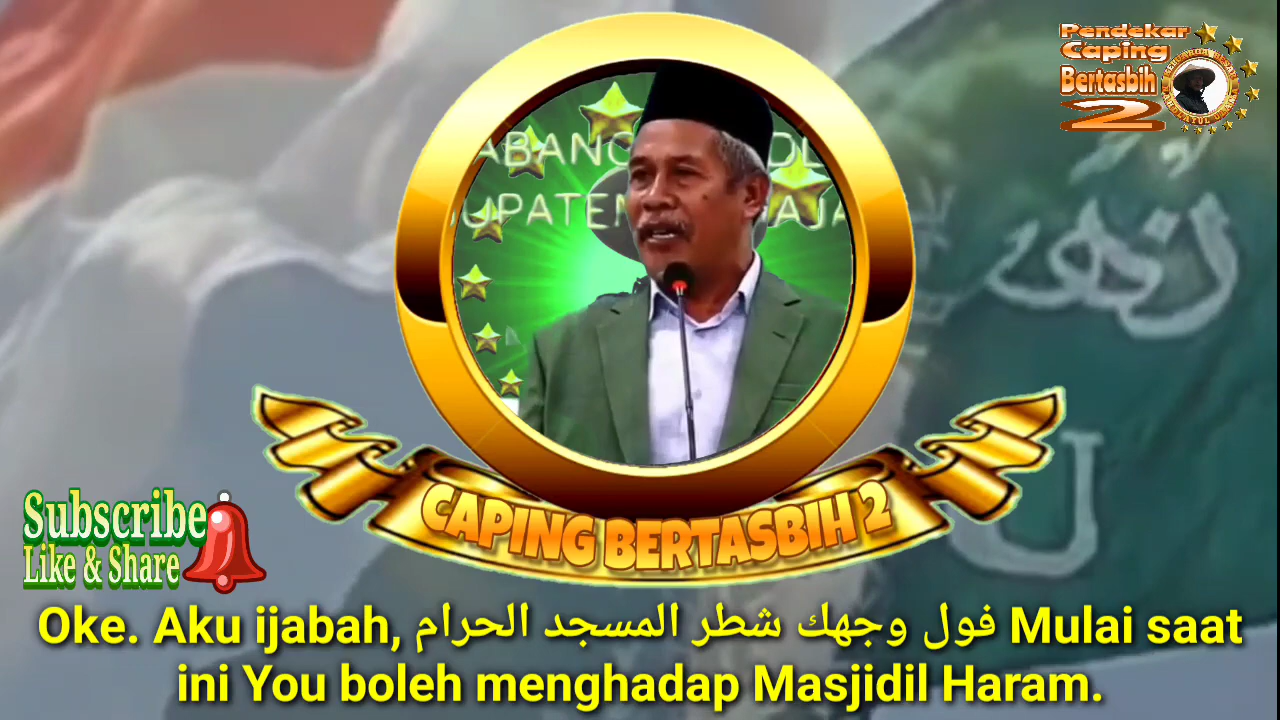 Pendekar
Caping
Bertasbih
2
CAPING BERTASBIH 2
Subscribe
Like & Share
Oke. Aku ijabah, فول وجهك شطر المسجد الحرام Mulai saat
ini You boleh menghadap Masjidil Haram.